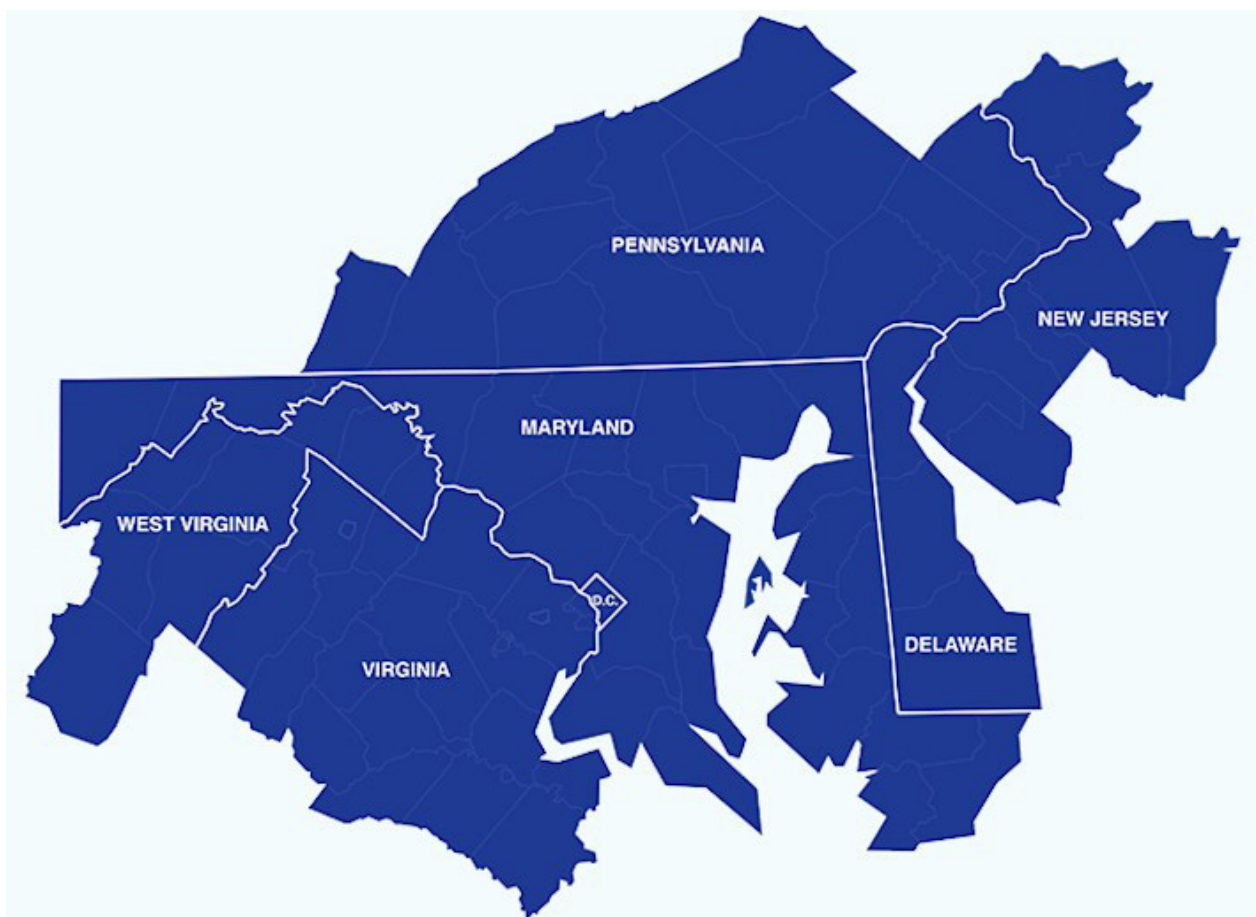 PENNSYLVANIA
NEW JERSEY
MARYLAND
WEST VIRGINIA
D.C.
DELAWARE
VIRGINIA